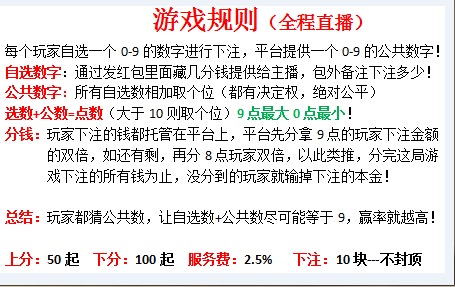 游戏规则（全程直播）
每个玩家自选一个 0-9 的数字进行下注，平台提供一个 0-9 的公共数字！
自选数字：通过发红包里面藏几分钱提供给主播，包外备注下注多少！
公共数字：所有自选数相加取个位（都有决定权，绝对公平）
选数+公数=点数（大于 10 则取个位）9 点最大 0 点最小！
分钱：玩家下注的钱都托管在平台上，平台先分拿 9 点的玩家下注金额
的双倍，如还有剩，再分 8 点玩家双倍，以此类推，分完这局游
戏下注的所有钱为止，没分到的玩家就输掉下注的本金！
总结：玩家都猜公共数，让自选数+公共数尽可能等于 9，赢率就越高！
上分：50 起 下分：100 起 服务费：2.5% 下注：10 块---不封顶